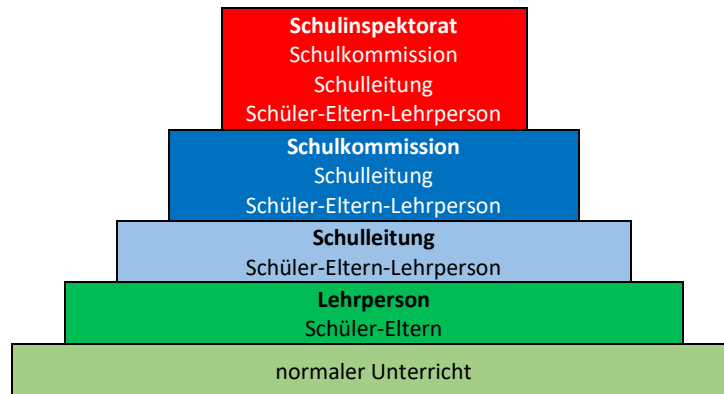 Schulinspektorat
Schulkommission
Schulleitung
Schüler-Eltern-Lehrperson
Schulkommission
Schulleitung
Schüler-Eltern-Lehrperson
Schulleitung
Schüler-Eltern-Lehrperson
Lehrperson
Schüler-Eltern
normaler Unterricht